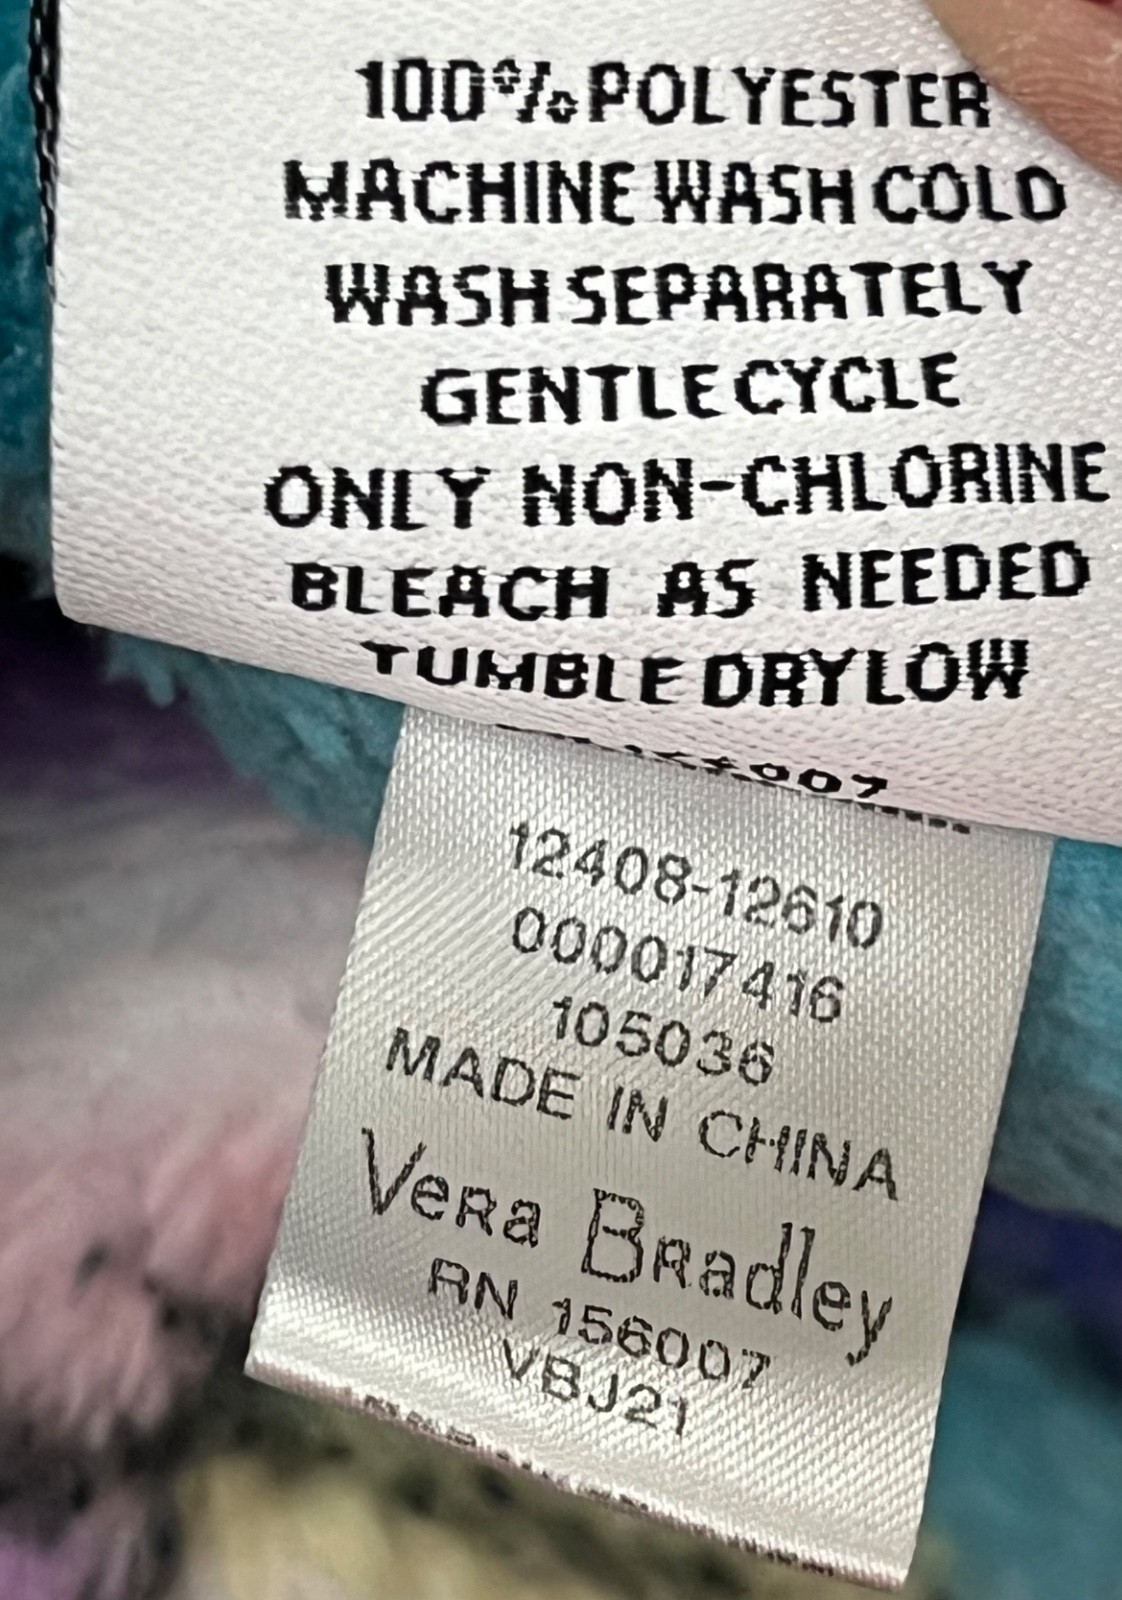 100% POLYESTER
MACHINE WASH COLD
WASH SEPARATELY
GENTLE CYCLE
ONLY NON-CHLORINE
BLEACH AS NEEDED
TUMBLE DRY LOW
12408-12610
000017416
105036
MADE IN CHINA
Vera Bradley
RN 156007
VBJ21